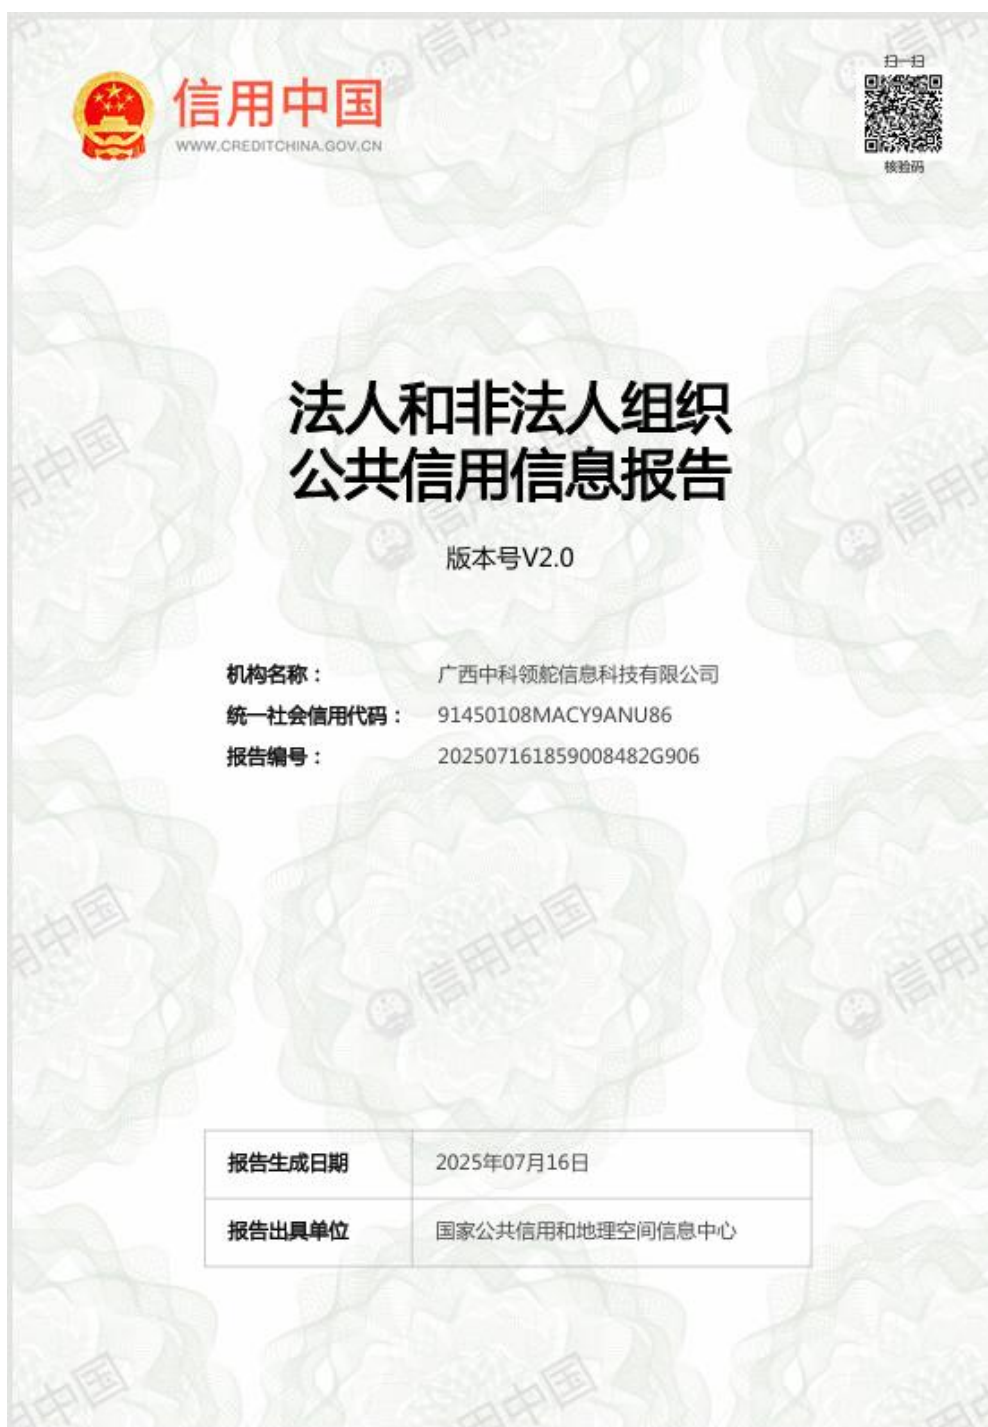 扫一扫
信用中国
WWW.CREDITCHINA.GOV.CN
核验码
法人和非法人组织
公共信用信息报告
版本号V2.0
机构名称：
广西中科领舵信息科技有限公司
统一社会信用代码：
91450108MACY9ANU86
报告编号：
202507161859008482G906
报告生成日期
2025年07月16日
报告出具单位
国家公共信用和地理空间信息中心
信用中国